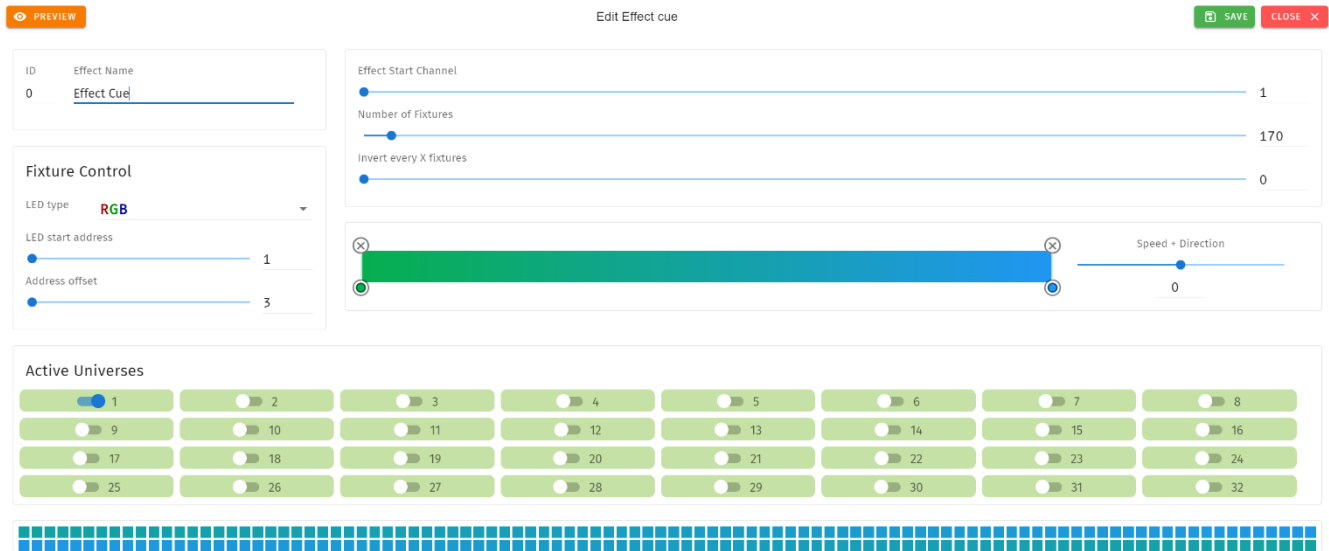 PREVIEW
Edit Effect cue
SAVE
CLOSE
ID
Effect Name
0
Effect Cue
Effect Start Channel
1
Number of Fixtures
170
Invert every X fixtures
0
Fixture Control
LED type
RGB
LED start address
1
Address offset
3
Speed + Direction
0
Active Universes
1 2 3 4 5 6 7 8
9 10 11 12 13 14 15 16
17 18 19 20 21 22 23 24
25 26 27 28 29 30 31 32